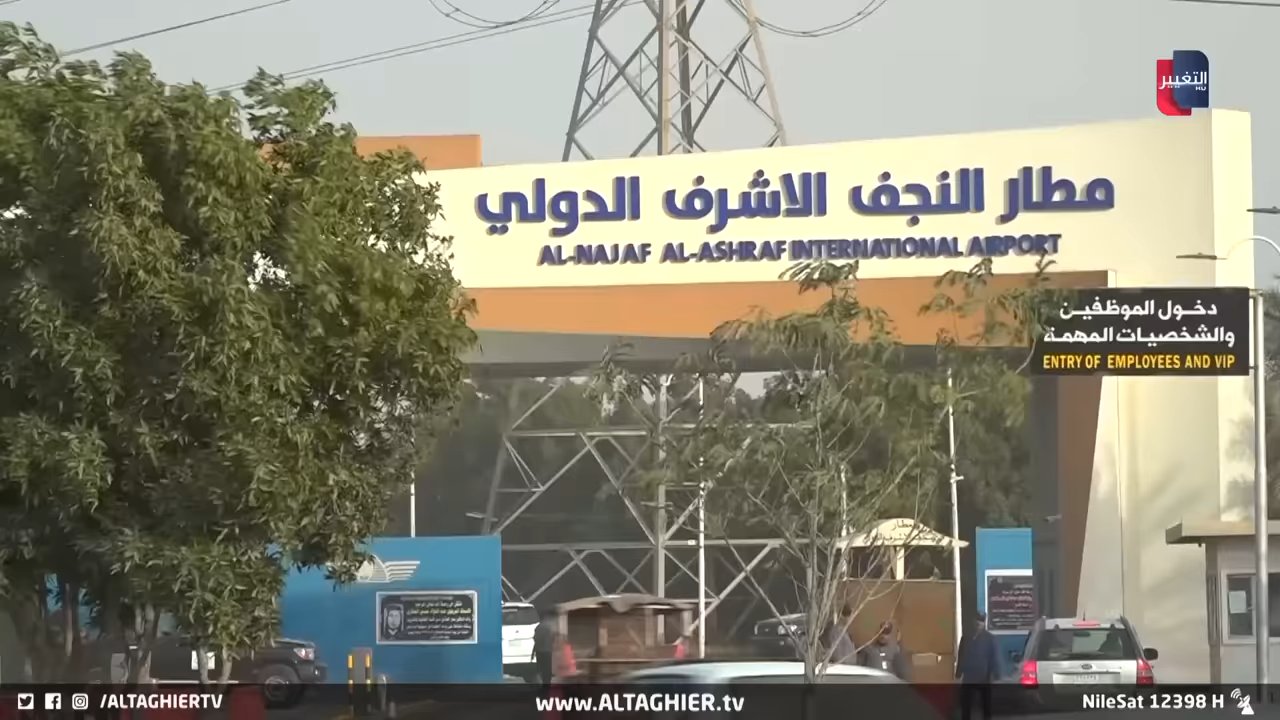 التغيير
HD
مطار النجف الاشرف الدولي
AL-NAJAF AL-ASHRAF INTERNATIONAL AIRPORT
دخول الموظفين
والشخصيات المهمة
ENTRY OF EMPLOYEES AND VIP
/ALTAGHIERTV
www.ALTAGHIER.tv
NileSat 12398 H